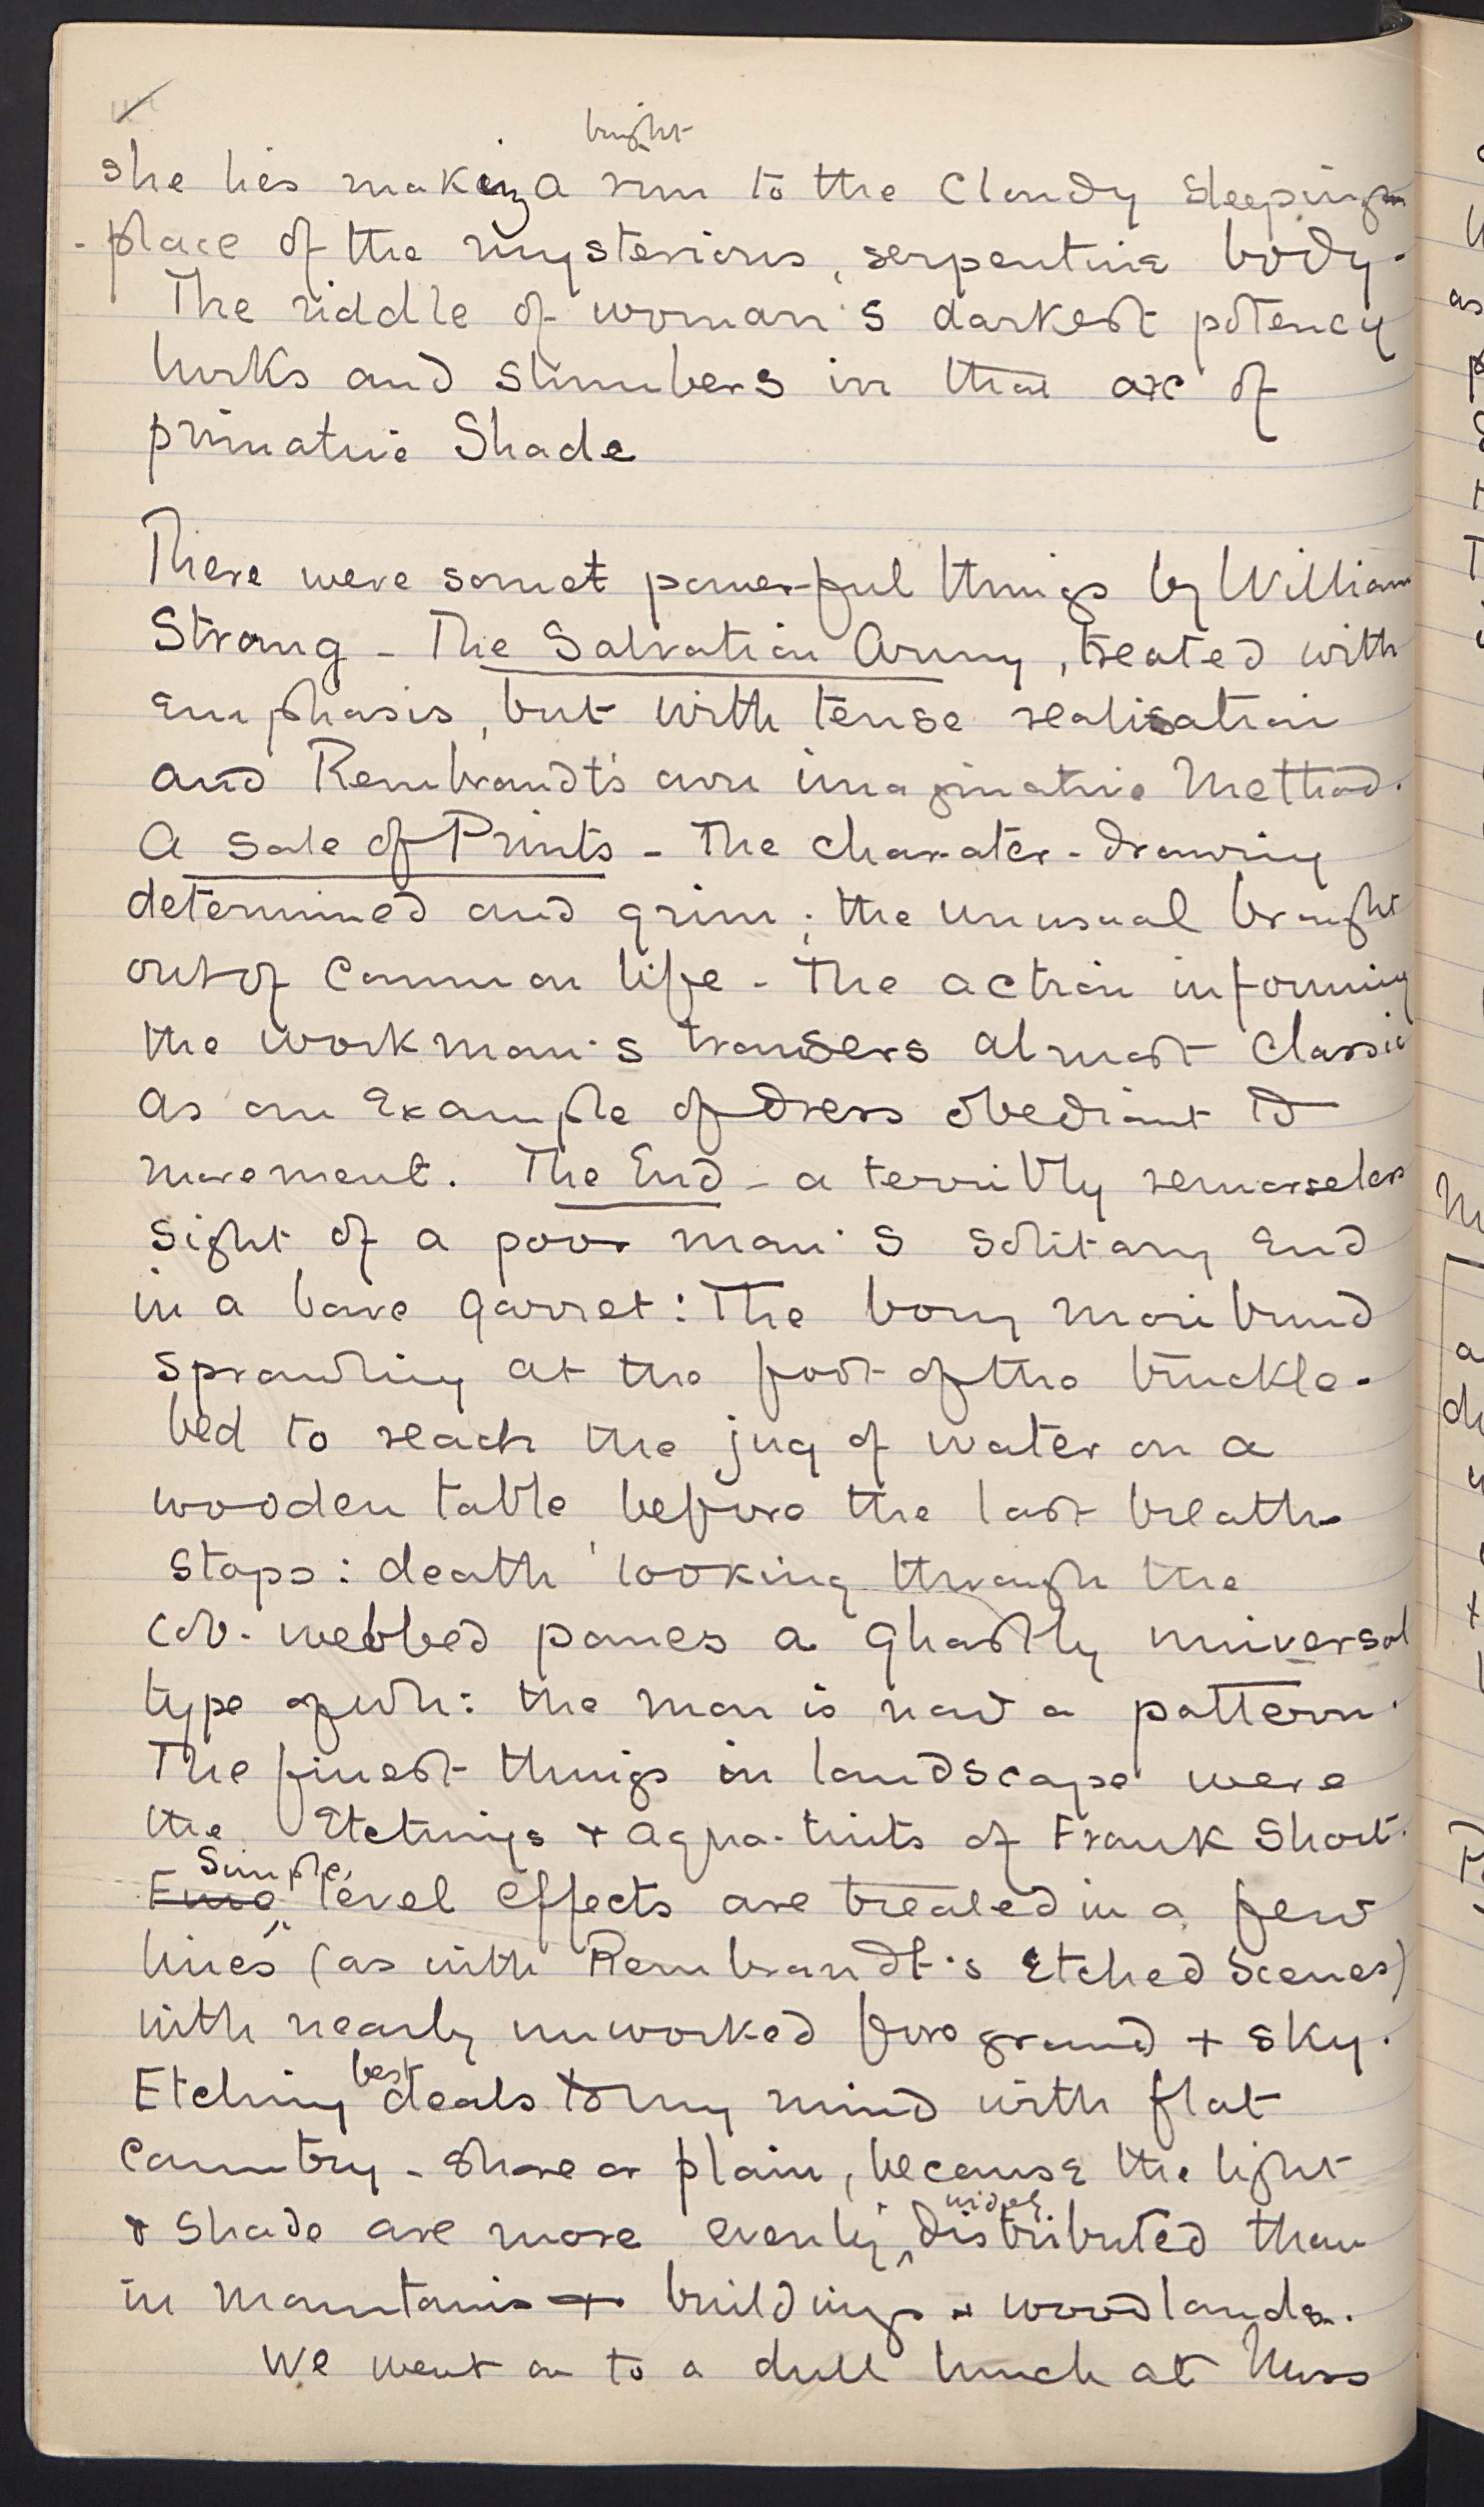 bright
she lies making a rim to the cloudy sleeping-
-place of the mysterious, serpentine body.
The riddle of woman's darkest potency
lurks and slumbers in that arc of
primative Shade
There were some powerful things by William
Strang - The Salvation Army, treated with
emphasis, but with tense realisation
and Rembrandt's own imaginative Method.
A Sale of Prints - The charater-drawing
determined and grim; the unusual brought
out of common life - The action informing
the workman's trousers almost classic
as an example of dress obedient to
movement. The End - a terribly remorseless
sight of a poor man's solitary end
in a bare garret: The bony moribund
sprawling at the foot of the truckle-
bed to reach the jug of water on a
wooden table before the last breath
stops: death looking through the
cob-webbed panes a ghastly universal
type of wh: the man is now a pattern.
The finest things in landscape were
the Etchings + aqua-tints of Frank Short.
Simple,
level effects are treated in a few
lines (as with Rembrandt's Etched Scenes)
with nearly unworked foreground + sky.
Etching best deals to my mind with flat
country - shore or plain, because the light
widely
+ shade are more evenly, distributed than
in mountains + buildings + woodlands.
We went on to a dull lunch at Miss